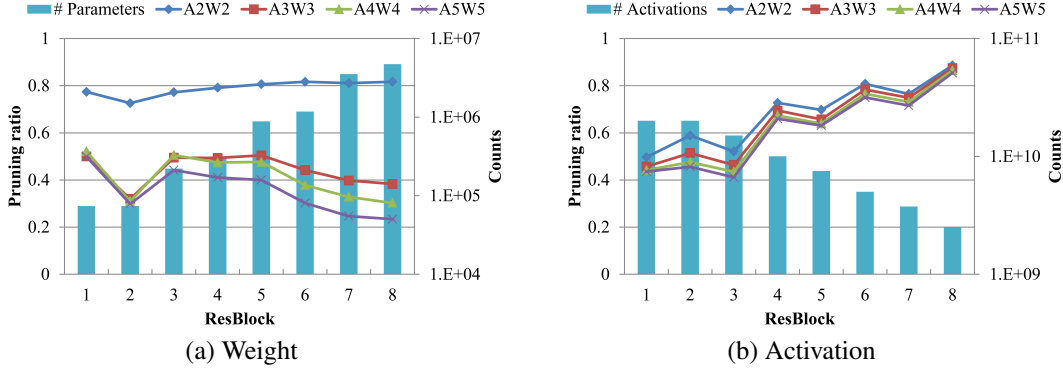 # Parameters A2W2 A3W3 A4W4 A5W5
1 1.E+07
0.8 1.E+06
0.6
0.4 1.E+05
0.2
0 1.E+04
Pruning ratio
Counts
1 2 3 4 5 6 7 8
ResBlock
(a) Weight
# Activations A2W2 A3W3 A4W4 A5W5
1 1.E+11
0.8
0.6 1.E+10
0.4
0.2
0 1.E+09
Pruning ratio
Counts
1 2 3 4 5 6 7 8
ResBlock
(b) Activation